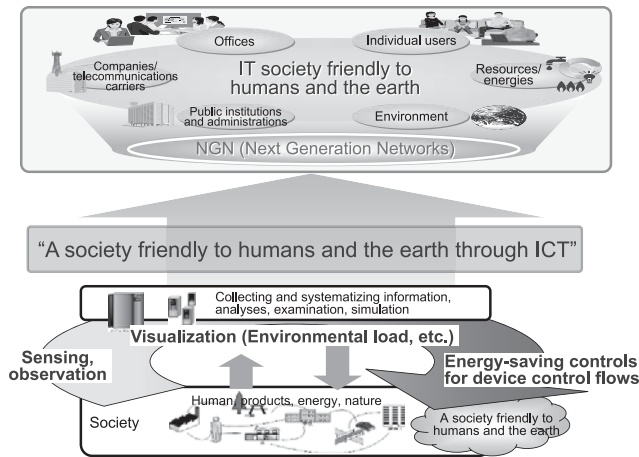 Offices
Individual users
Companies/
telecommunications
carriers
IT society friendly to
humans and the earth
Resources/
energies
Public institutions
and administrations
Environment
NGN (Next Generation Networks)
“A society friendly to humans and the earth through ICT”
Collecting and systematizing information,
analyses, examination, simulation
Visualization (Environmental load, etc.)
Sensing,
observation
Energy-saving controls
for device control flows
Human, products, energy, nature
Society
A society friendly to
humans and the earth